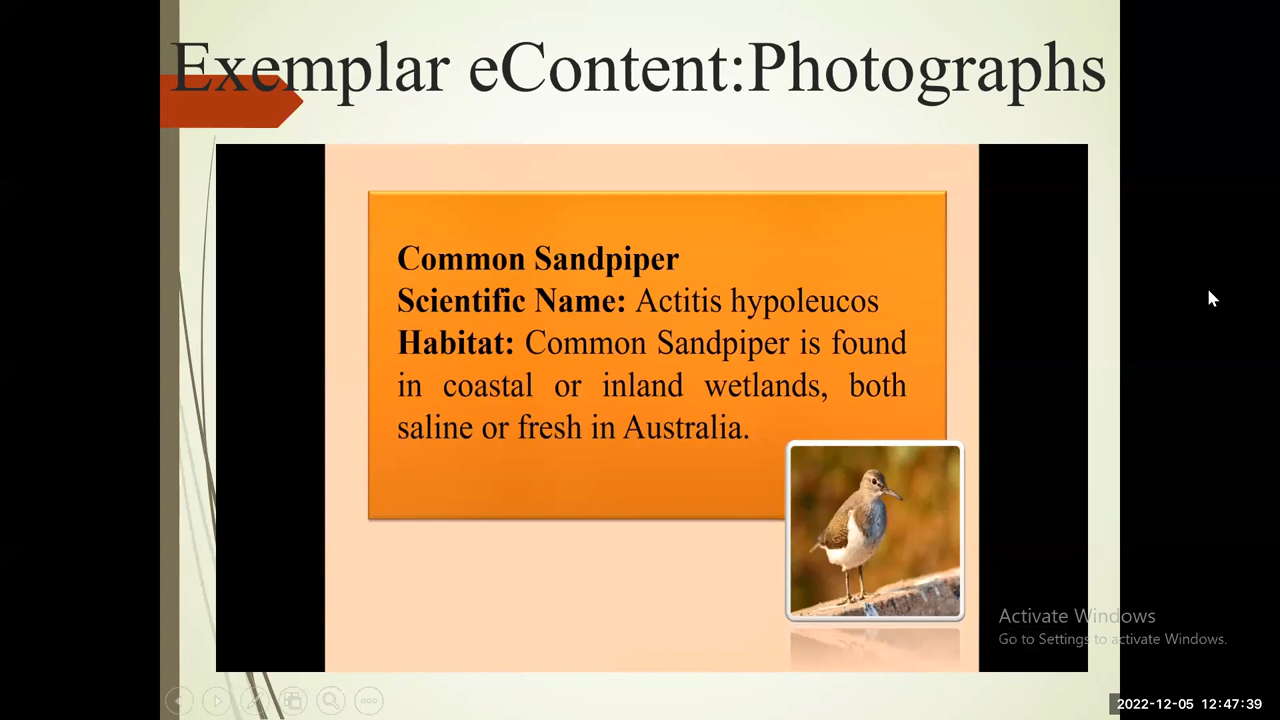 Exemplar eContent:Photographs
Common Sandpiper
Scientific Name: Actitis hypoleucos
Habitat: Common Sandpiper is found
in coastal or inland wetlands, both
saline or fresh in Australia.
Activate Windows
Go to Settings to activate Windows.
2022-12-05 12:47:39